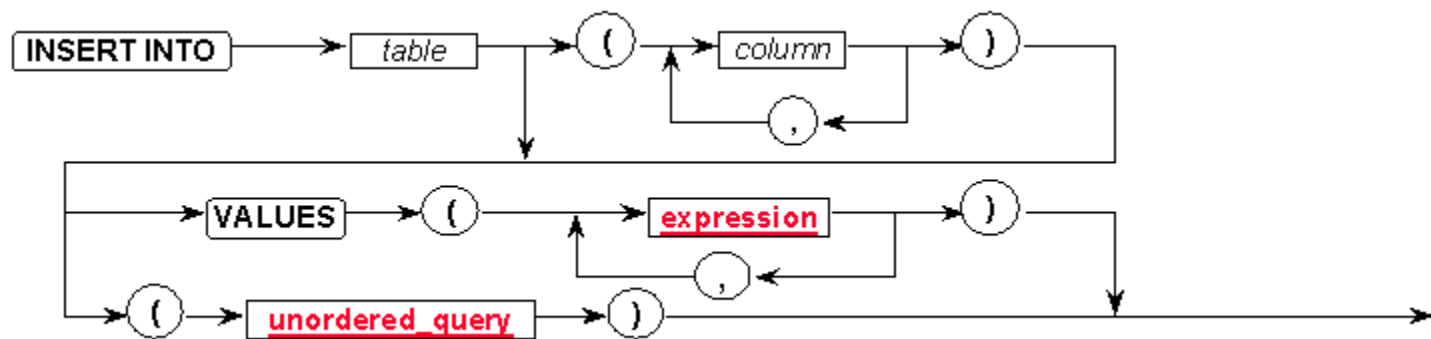 INSERT INTO table ( column )
,
VALUES ( expression )
,
( unordered_query )